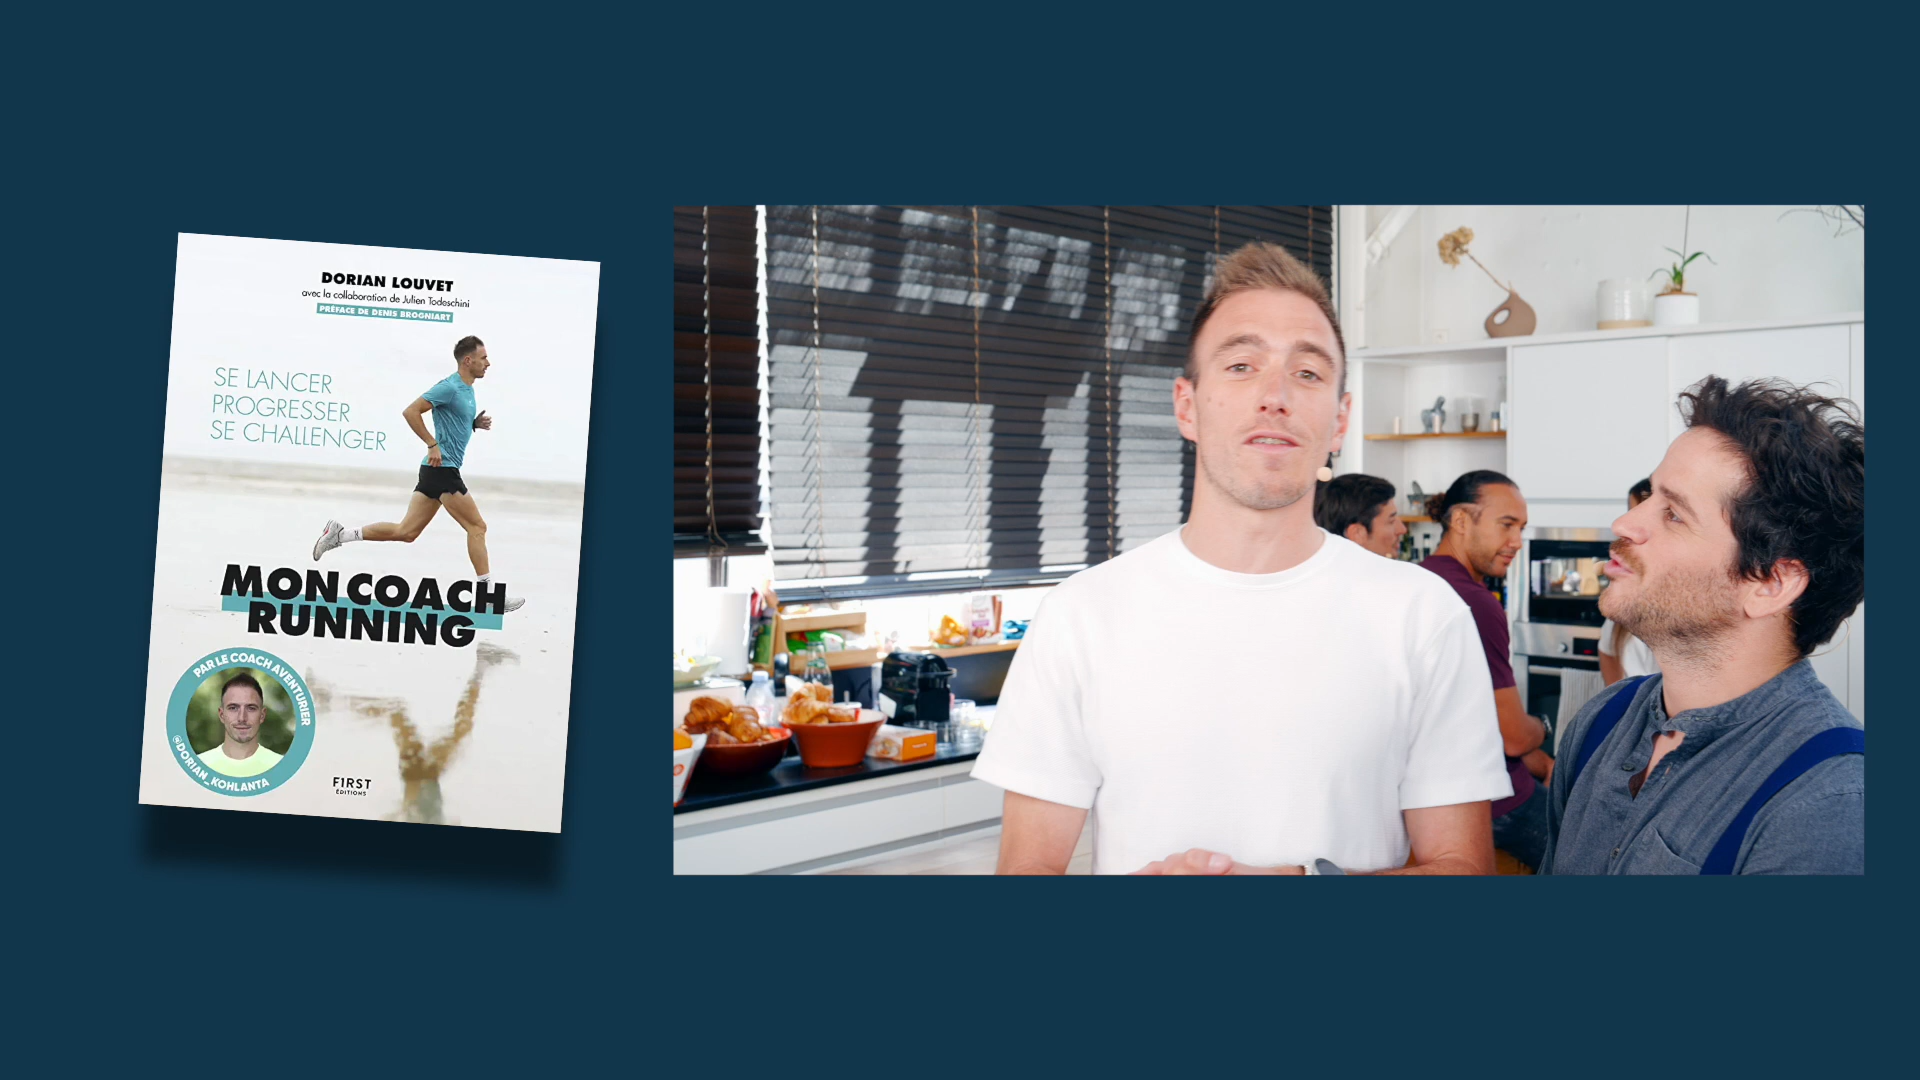 DORIAN LOUVET
avec la collaboration de Julien Todeschini
PRÉFACE DE DENIS BROGNIART
SE LANCER
PROGRESSER
SE CHALLENGER
MON COACH
RUNNING
PAR LE COACH AVENTURIER
@DORIAN_KOHLANTA
F1RST
ÉDITIONS